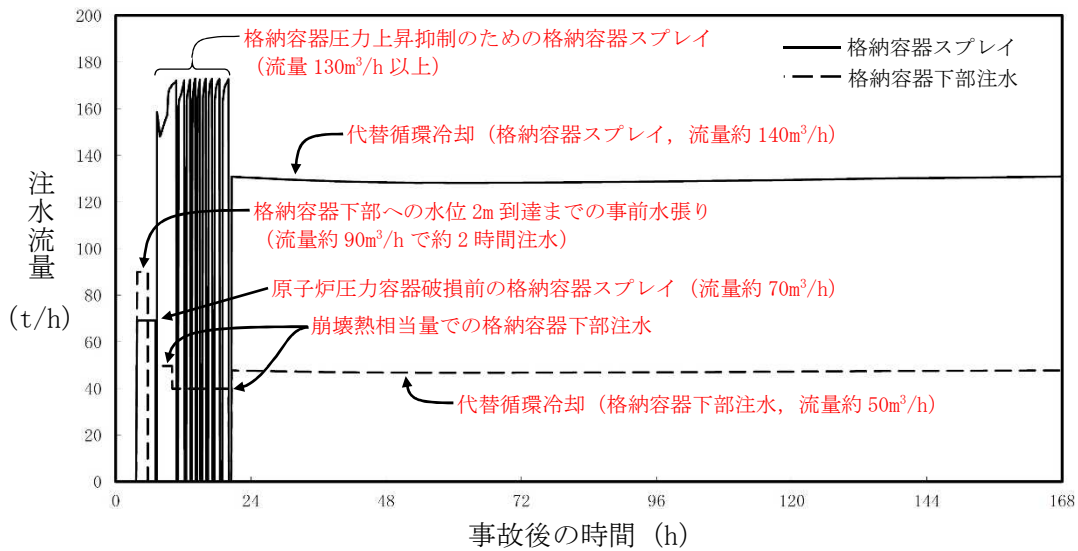 200
180
160
140
120
100
80
60
40
20
0
注水流量
(t/h)
格納容器圧力上昇抑制のための格納容器スプレイ
（流量 130m³/h 以上）
格納容器スプレイ
格納容器下部注水
代替循環冷却（格納容器スプレイ，流量約 140m³/h）
格納容器下部への水位 2m 到達までの事前水張り
（流量約 90m³/h で約 2 時間注水）
原子炉圧力容器破損前の格納容器スプレイ（流量約 70m³/h）
崩壊熱相当量での格納容器下部注水
代替循環冷却（格納容器下部注水，流量約 50m³/h）
0 24 48 72 96 120 144 168
事故後の時間 (h)